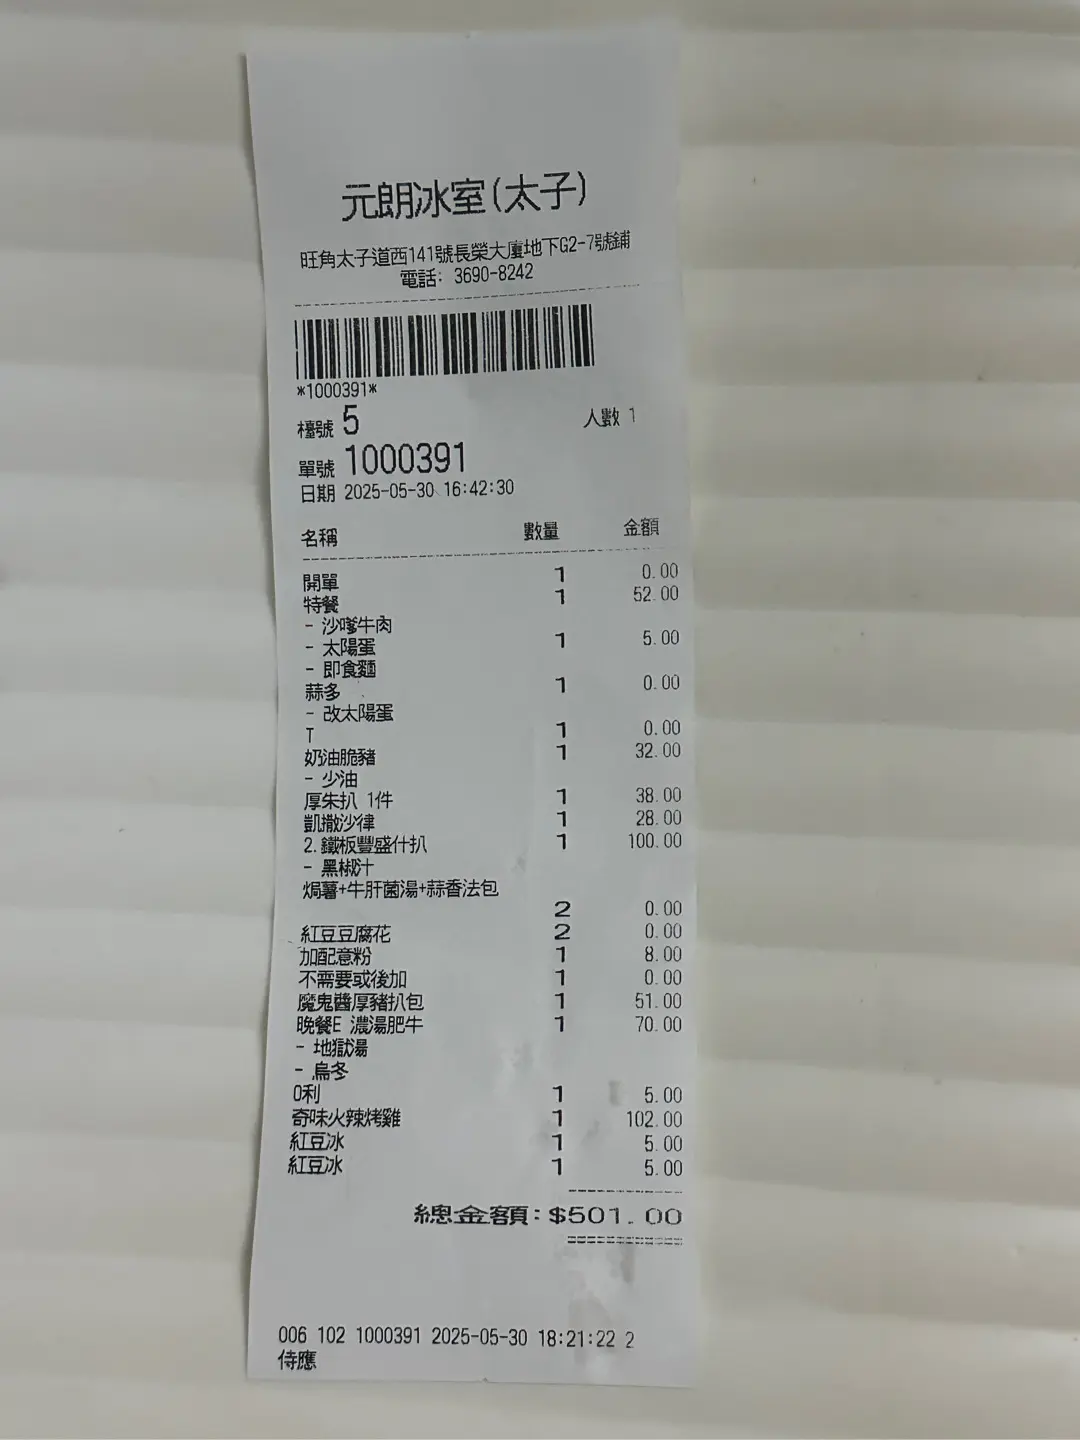 元朗冰室(太子)
旺角太子道西141號長榮大廈地下G2-7號舖
電話: 3690-8242
*1000391*
檯號 5 人數 1
單號 1000391
日期 2025-05-30 16:42:30
名稱 數量 金額
開單 1 0.00
特餐 1 52.00
- 沙嗲牛肉
- 太陽蛋 1 5.00
- 即食麵
蒜多 1 0.00
- 改太陽蛋
T 1 0.00
奶油脆豬 1 32.00
- 少油
厚朱扒 1件 1 38.00
凱撒沙律 1 28.00
2.鐵板豐盛什扒 1 100.00
- 黑椒汁
焗薯+牛肝菌湯+蒜香法包
2 0.00
紅豆豆腐花 2 0.00
加配意粉 1 8.00
不需要或後加 1 0.00
魔鬼醬厚豬扒包 1 51.00
晚餐E 濃湯肥牛 1 70.00
- 地獄湯
- 烏冬
O利 1 5.00
奇味火辣烤雞 1 102.00
紅豆冰 1 5.00
紅豆冰 1 5.00
總金額:$501.00
006 102 1000391 2025-05-30 18:21:22 2
侍應